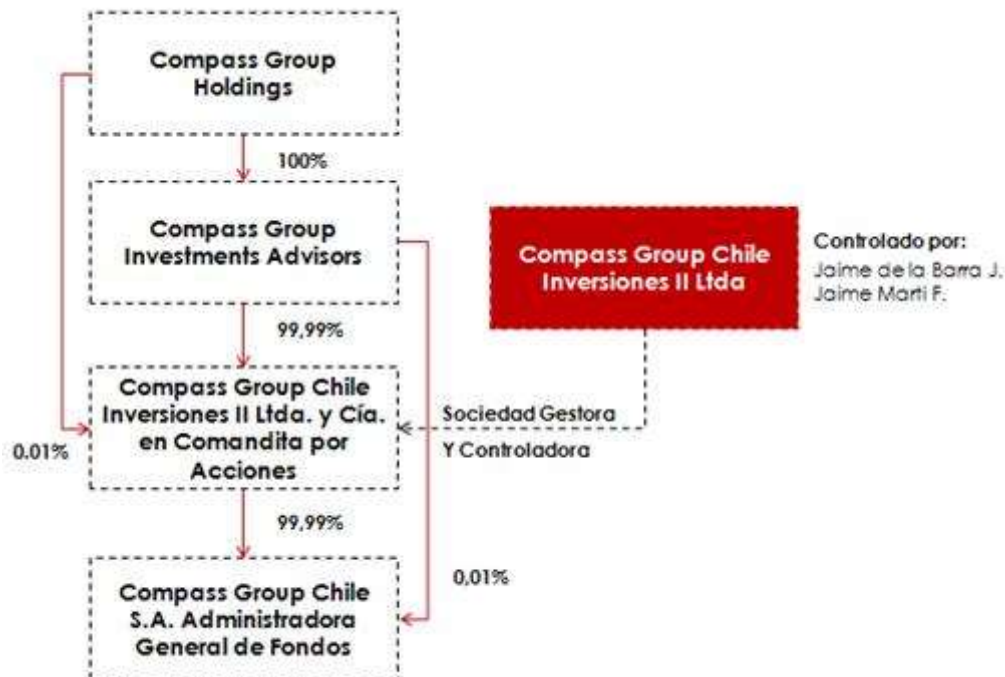 Compass Group
Holdings
100%
Compass Group
Investments Advisors
Compass Group Chile
Inversiones II Ltda
Controlado por:
Jaime de la Barra J.
Jaime Marti F.
99,99%
Compass Group Chile
Inversiones II Ltda. y Cía.
en Comandita por
Acciones
0.01%
Sociedad Gestora
Y Controladora
99,99%
0,01%
Compass Group Chile
S.A. Administradora
General de Fondos